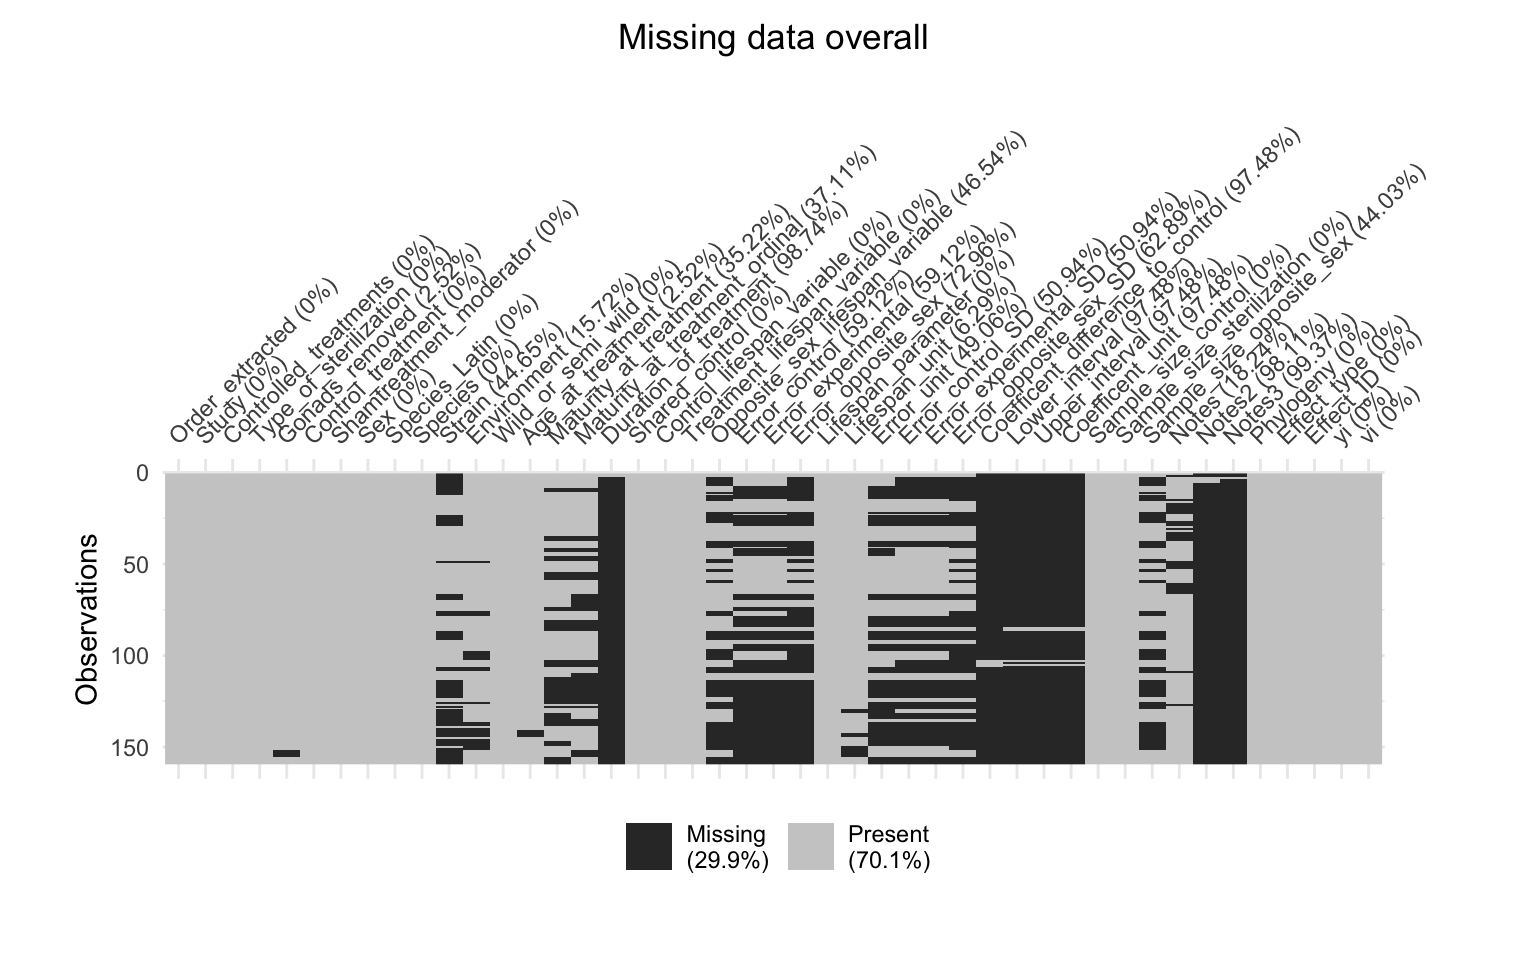 Missing data overall
Order_extracted (0%)
Study (0%)
Controlled_treatments (0%)
Type_of_sterilization (0%)
Gonads_removed (2.52%)
Control_treatment (0%)
Shamtreatment_moderator (0%)
Sex (0%)
Species_Latin (0%)
Species (0%)
Strain (44.65%)
Environment (15.72%)
Wild_or_semi_wild (0%)
Age_at_treatment (2.52%)
Maturity_at_treatment (35.22%)
Maturity_at_treatment_ordinal (37.11%)
Duration_of_treatment (98.74%)
Shared_control (0%)
Control_lifespan_variable (0%)
Treatment_lifespan_variable (0%)
Opposite_sex_lifespan_variable (46.54%)
Error_control (59.12%)
Error_experimental (59.12%)
Error_opposite_sex (72.96%)
Lifespan_parameter (0%)
Lifespan_unit (6.29%)
Error_unit (49.06%)
Error_control_SD (50.94%)
Error_experimental_SD (50.94%)
Error_opposite_sex_SD (62.89%)
Coefficient_difference_to_control (97.48%)
Lower_interval (97.48%)
Upper_interval (97.48%)
Coefficient_unit (97.48%)
Sample_size_control (0%)
Sample_size_sterilization (0%)
Sample_size_opposite_sex (44.03%)
Notes (18.24%)
Notes2 (98.11%)
Notes3 (99.37%)
Phylogeny (0%)
Effect_type (0%)
Effect_ID (0%)
yi (0%)
vi (0%)
0
50
100
150
Observations
Missing
(29.9%)
Present
(70.1%)